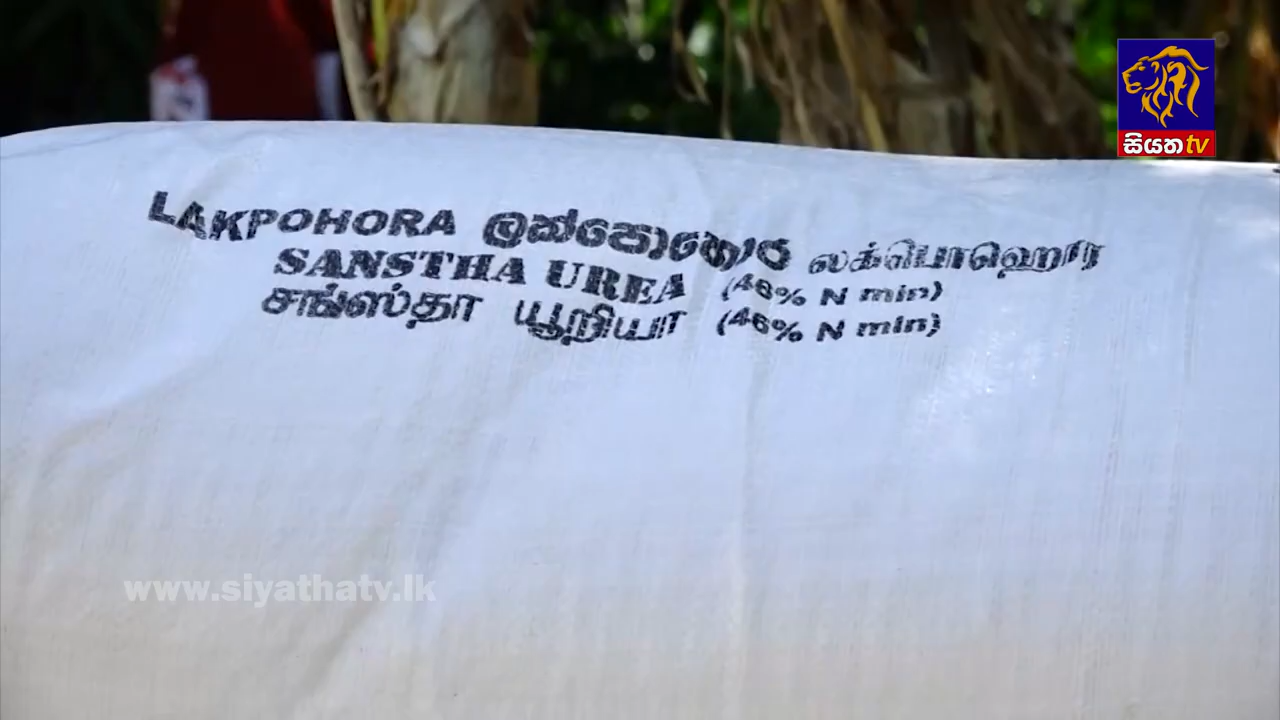 සියත tv
LAKPOHORA ලක්පොහොර லக்பொஹொர
SANSTHA UREA (46% N min)
சங்ஸ்தா யூறியா (46% N min)
www.siyathatv.lk